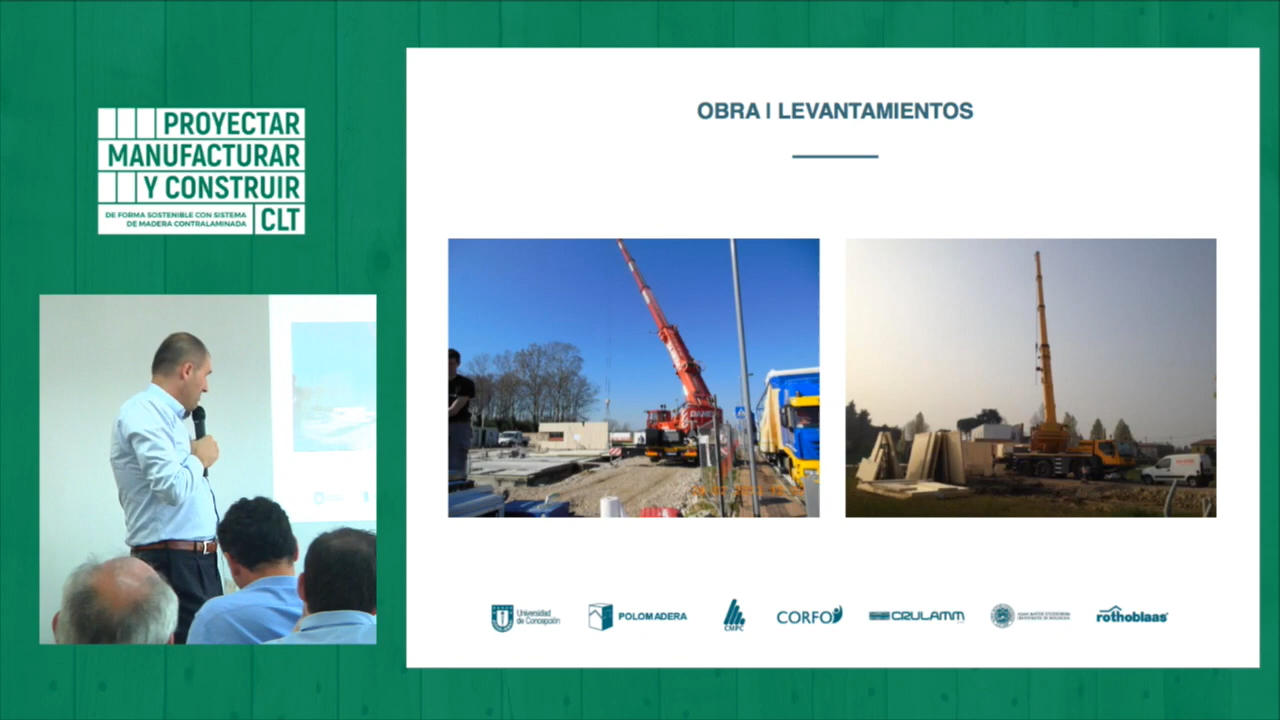 PROYECTAR
MANUFACTURAR
Y CONSTRUIR
DE FORMA SOSTENIBLE CON SISTEMA
DE MADERA CONTRALAMINADA
CLT
OBRA | LEVANTAMIENTOS
Universidad
de Concepción
POLOMADERA
CMPC
CORFO
CRULAMM
rothoblaas